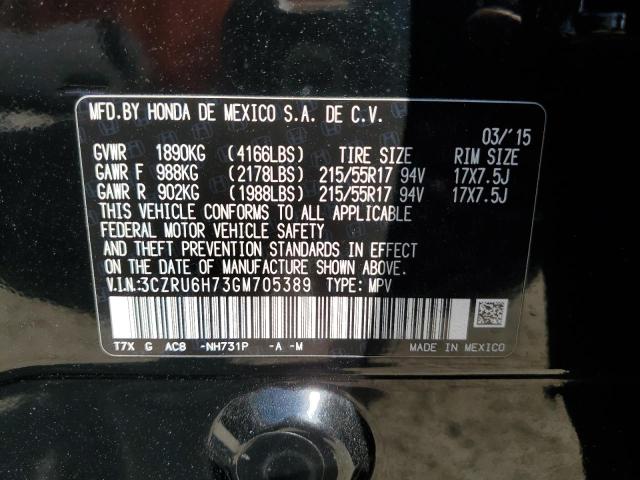 MFD.BY HONDA DE MEXICO S.A. DE C.V.
03/'15
GVWR 1890KG (4166LBS) TIRE SIZE RIM SIZE
GAWR F 988KG (2178LBS) 215/55R17 94V 17X7.5J
GAWR R 902KG (1988LBS) 215/55R17 94V 17X7.5J
THIS VEHICLE CONFORMS TO ALL APPLICABLE
FEDERAL MOTOR VEHICLE SAFETY
AND THEFT PREVENTION STANDARDS IN EFFECT
ON THE DATE OF MANUFACTURE SHOWN ABOVE.
V.I.N.:3CZRU6H73GM705389 TYPE: MPV
T7X G AC8 -NH731P -A -M MADE IN MEXICO